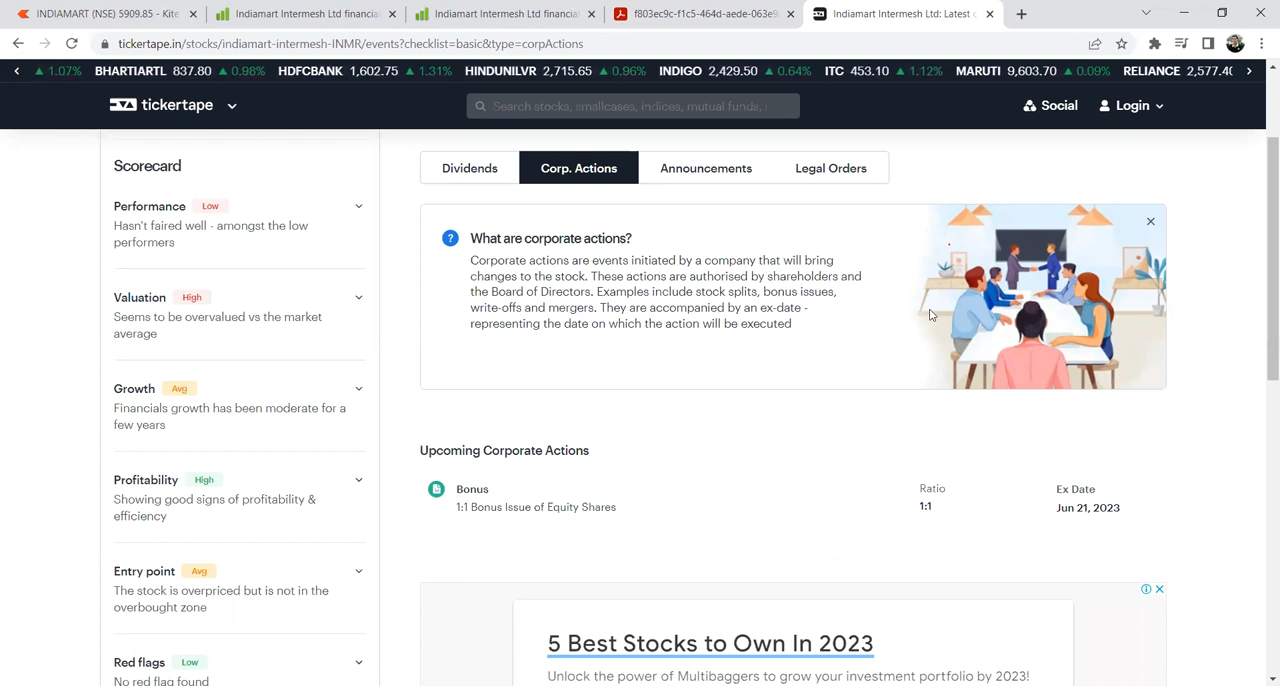 INDIAMART (NSE) 5909.85 - Kite
Indiamart Intermesh Ltd financial
Indiamart Intermesh Ltd financial
f803ec9c-f1c5-464d-aede-063e9
Indiamart Intermesh Ltd: Latest c
tickertape.in/stocks/indiamart-intermesh-INMR/events?checklist=basic&type=corpActions
1.07% BHARTIARTL 837.80 0.98% HDFCBANK 1,602.75 1.31% HINDUNILVR 2,715.65 0.96% INDIGO 2,429.50 0.64% ITC 453.10 1.12% MARUTI 9,603.70 0.09% RELIANCE 2,577.40
tickertape
Search stocks, smallcases, indices, mutual funds, :
Social
Login
Scorecard
Performance Low
Hasn't faired well - amongst the low
performers
Valuation High
Seems to be overvalued vs the market
average
Growth Avg
Financials growth has been moderate for a
few years
Profitability High
Showing good signs of profitability &
efficiency
Entry point Avg
The stock is overpriced but is not in the
overbought zone
Red flags Low
No red flag found
Dividends Corp. Actions Announcements Legal Orders
What are corporate actions?
Corporate actions are events initiated by a company that will bring
changes to the stock. These actions are authorised by shareholders and
the Board of Directors. Examples include stock splits, bonus issues,
write-offs and mergers. They are accompanied by an ex-date -
representing the date on which the action will be executed
Upcoming Corporate Actions
Bonus Ratio Ex Date
1:1 Bonus Issue of Equity Shares 1:1 Jun 21, 2023
5 Best Stocks to Own In 2023
Unlock the power of Multibaggers to grow your investment portfolio by 2023!